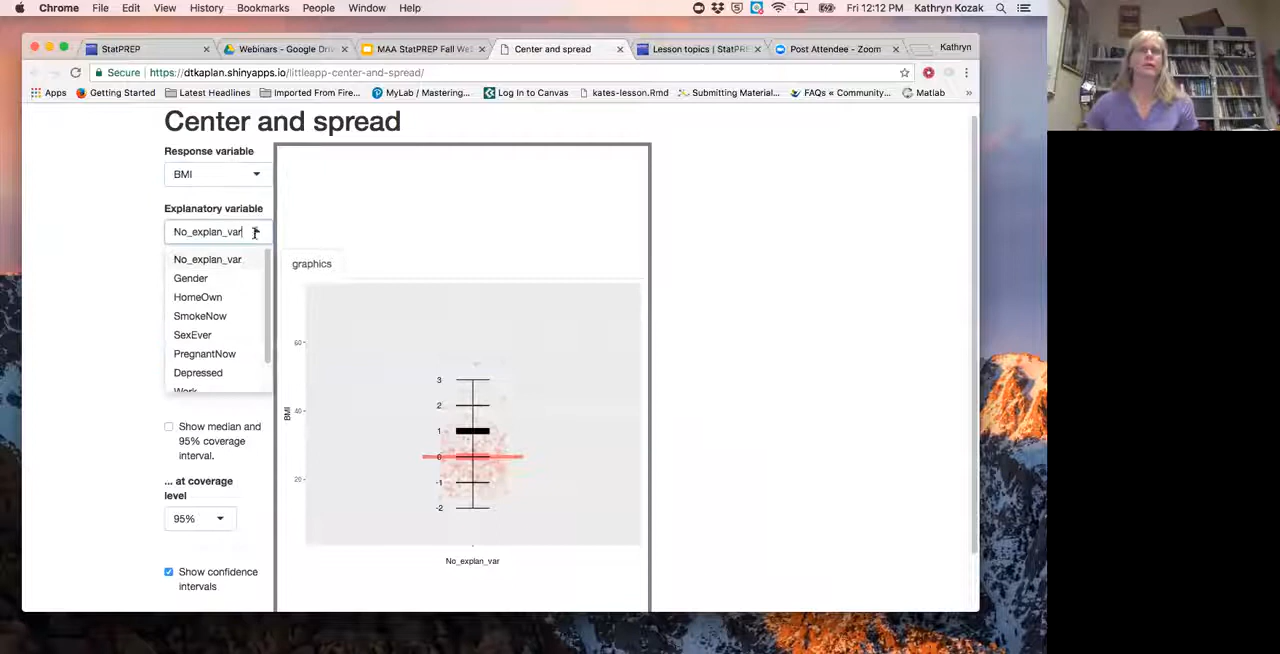 Chrome File Edit View History Bookmarks People Window Help Fri 12:12 PM Kathryn Kozak
StatPREP Webinars - Google Driv MAA StatPREP Fall We Center and spread Lesson topics | StatPR Post Attendee - Zoom Kathryn
Secure https://dtkaplan.shinyapps.io/littleapp-center-and-spread/
Apps Getting Started Latest Headlines Imported From Fire... MyLab / Mastering... Log In to Canvas kates-lesson.Rmd Submitting Material... FAQs « Community... Matlab »
Center and spread
Response variable
BMI
Explanatory variable
No_explan_var
No_explan_var
Gender
HomeOwn
SmokeNow
SexEver
PregnantNow
Depressed
Work
Show median and
95% coverage
interval.
... at coverage
level
95%
Show confidence
intervals
graphics
60
40
20
BMI
3
2
1
0
-1
-2
No_explan_var